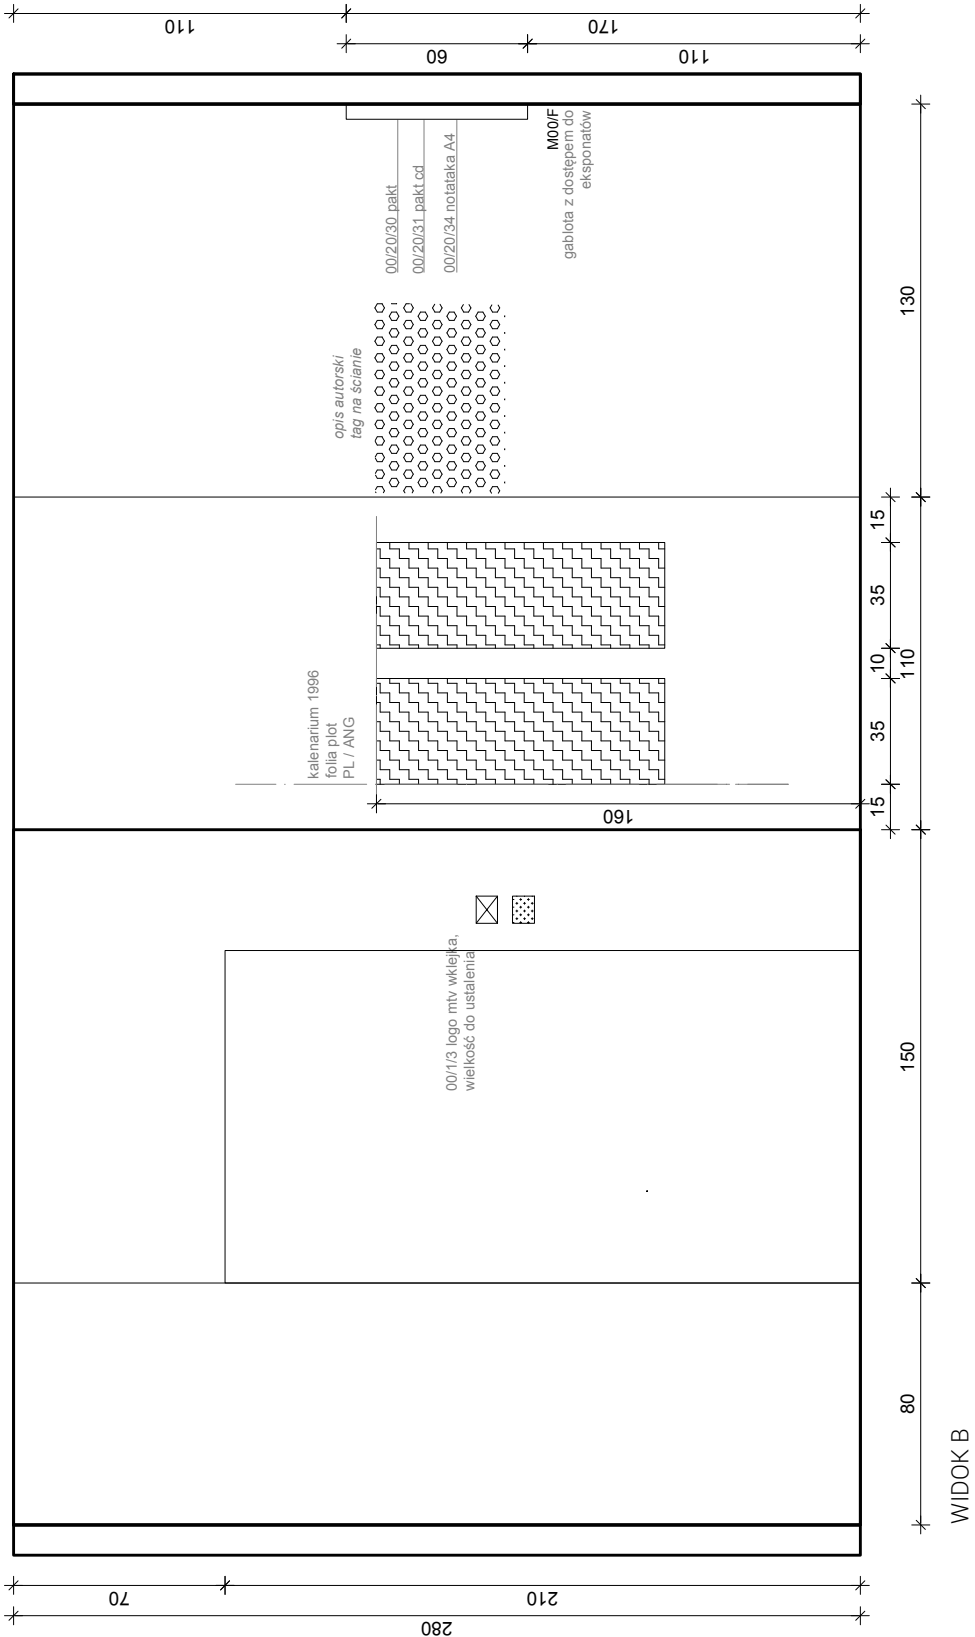 kalenarium 1996
folia plot
PL / ANG
opis autorski
tag na ścianie
00/20/30 pakt
00/20/31 pakt cd
00/20/34 notataka A4
M00/F
gablota z dostępem do
eksponatów
00/1/3 logo mtv wklejka,
wielkość do ustalenia
280
70
210
160
110
60
110
170
15
35
10
35
15
80
150
110
130
WIDOK B